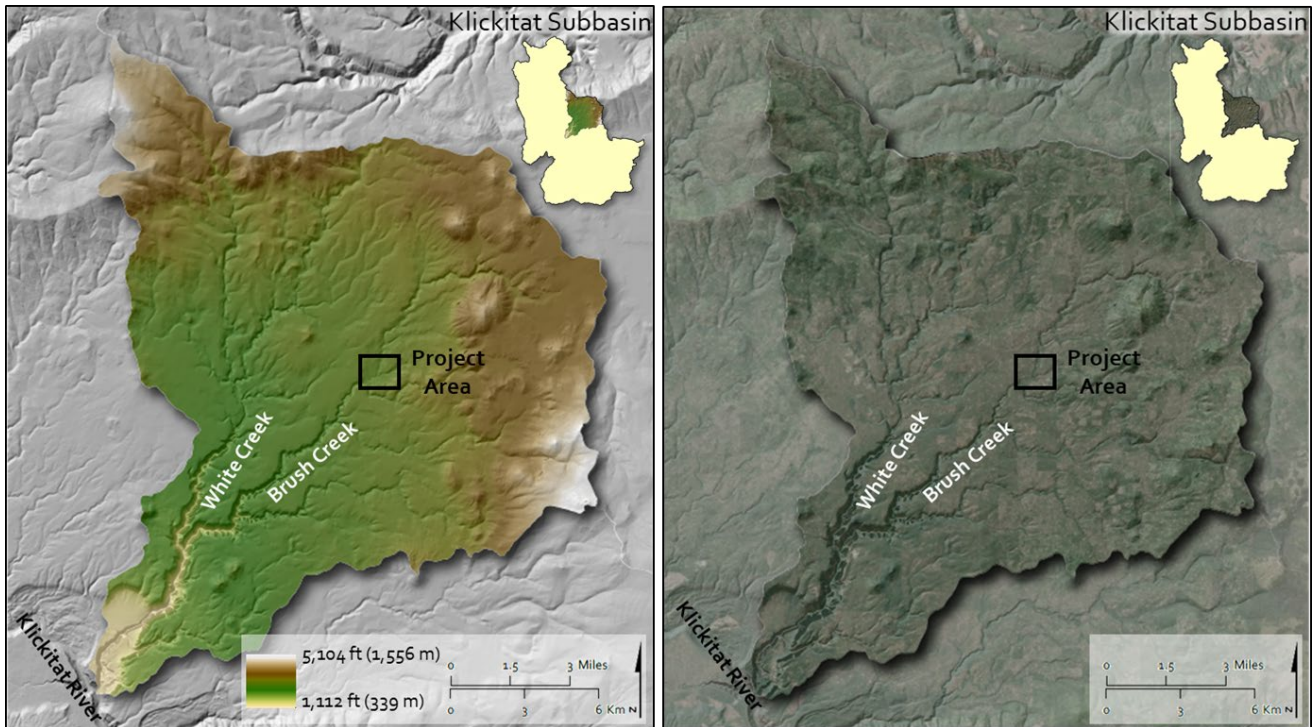 Klickitat Subbasin
Project
Area
White Creek
Brush Creek
Klickitat River
5,104 ft (1,556 m)
1,112 ft (339 m)
0 1.5 3 Miles
0 3 6 Km N
Klickitat Subbasin
Project
Area
White Creek
Brush Creek
Klickitat River
0 1.5 3 Miles
0 3 6 Km N